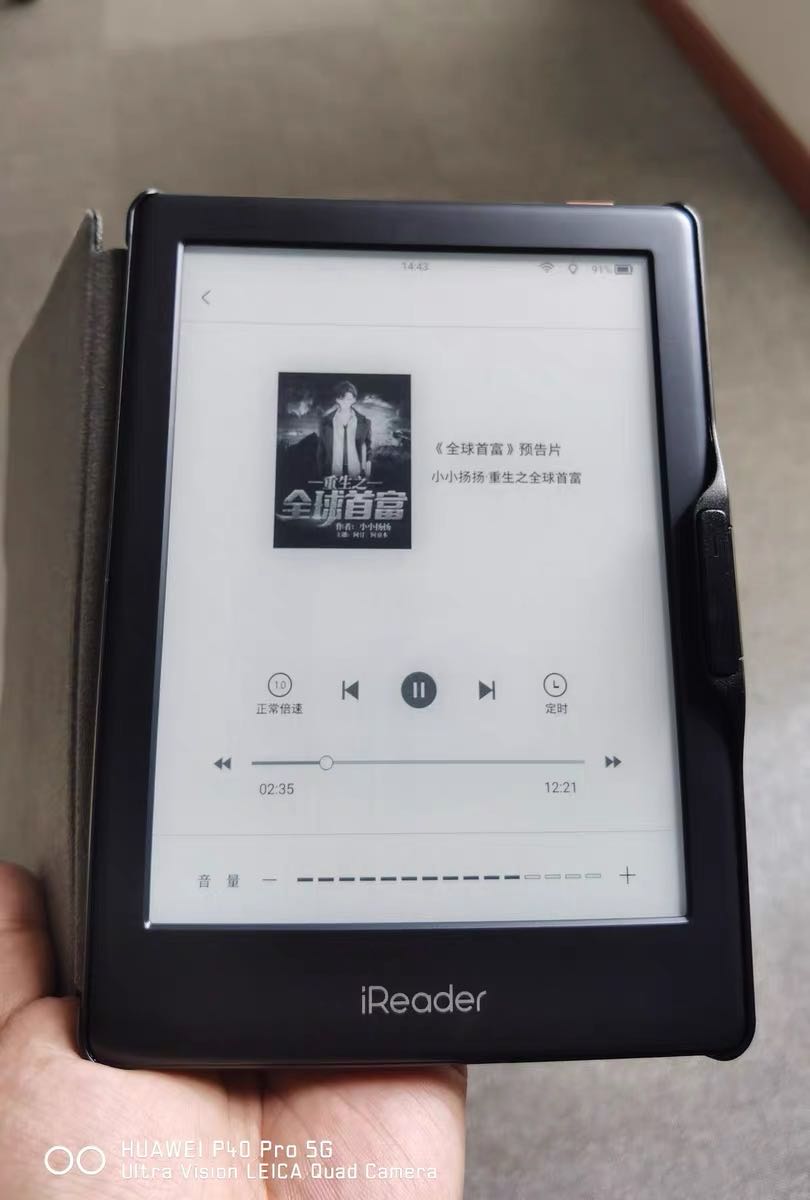 14:43
91%
《全球首富》预告片
小小扬扬·重生之全球首富
—重生之—
全球首富
作者：小小扬扬
1.0
正常倍速
定时
02:35
12:21
音 量
iReader
HUAWEI P40 Pro 5G
Ultra Vision LEICA Quad Camera